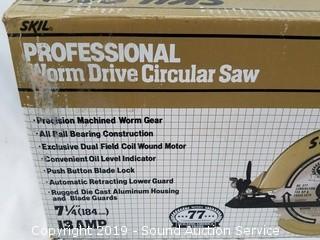 SKIL
PROFESSIONAL
Worm Drive Circular Saw
• Precision Machined Worm Gear
• All Ball Bearing Construction
• Exclusive Dual Field Coil Wound Motor
• Convenient Oil Level Indicator
• Push Button Blade Lock
• Automatic Retracting Lower Guard
• Rugged Die Cast Aluminum Housing
and Blade Guards
7¼ (184
13 AMP
77
Copyright 2019 - Sound Auction Service